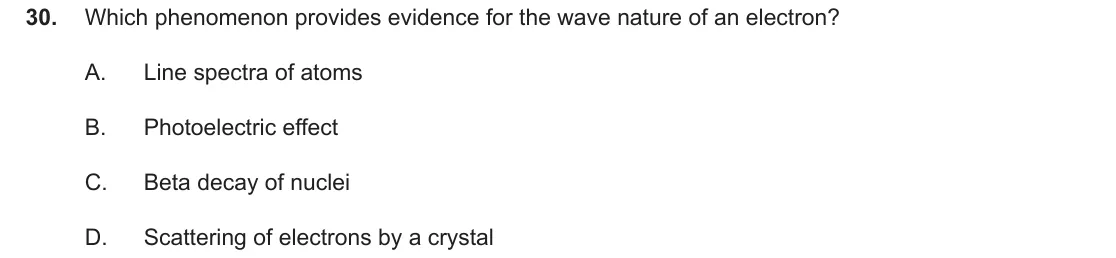 30. Which phenomenon provides evidence for the wave nature of an electron?
A. Line spectra of atoms
B. Photoelectric effect
C. Beta decay of nuclei
D. Scattering of electrons by a crystal